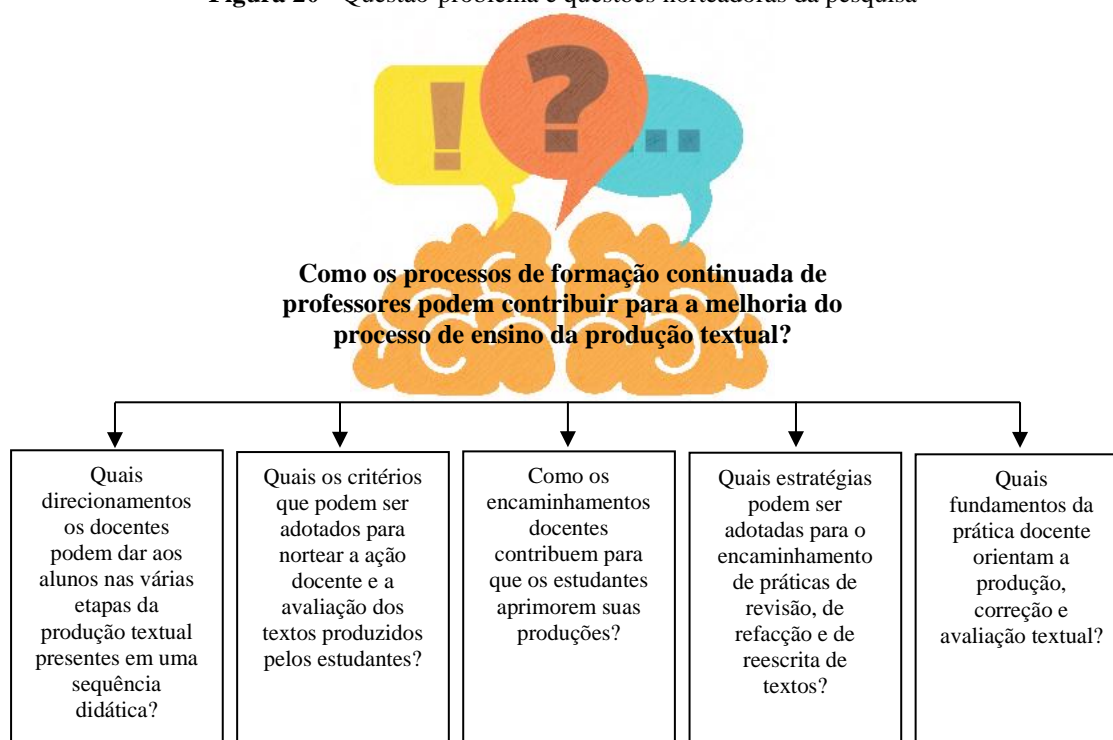 Figura 20 - Questão-problema e questões norteadoras da pesquisa
! ? ...
Como os processos de formação continuada de
professores podem contribuir para a melhoria do
processo de ensino da produção textual?
Quais
direcionamentos
os docentes
podem dar aos
alunos nas várias
etapas da
produção textual
presentes em uma
sequência
didática?
Quais os critérios
que podem ser
adotados para
nortear a ação
docente e a
avaliação dos
textos produzidos
pelos estudantes?
Como os
encaminhamentos
docentes
contribuem para
que os estudantes
aprimorem suas
produções?
Quais estratégias
podem ser
adotadas para o
encaminhamento
de práticas de
revisão, de
refacção e de
reescrita de
textos?
Quais
fundamentos da
prática docente
orientam a
produção,
correção e
avaliação textual?